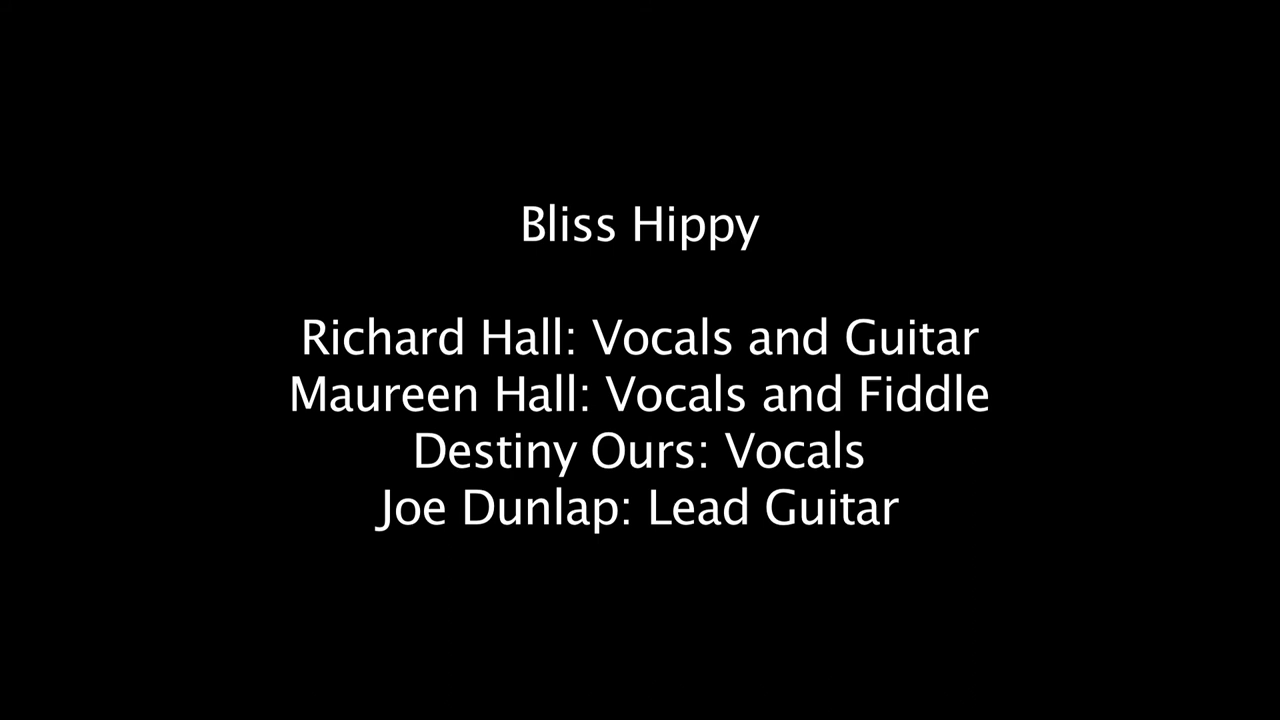 Bliss Hippy
Richard Hall: Vocals and Guitar
Maureen Hall: Vocals and Fiddle
Destiny Ours: Vocals
Joe Dunlap: Lead Guitar